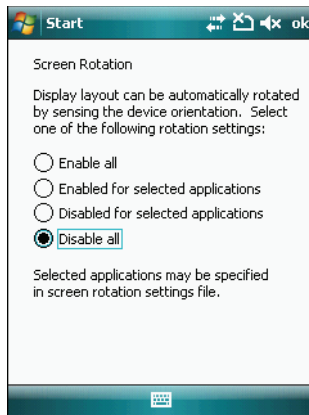 Start
ok
Screen Rotation
Display layout can be automatically rotated
by sensing the device orientation.  Select
one of the following rotation settings:
Enable all
Enabled for selected applications
Disabled for selected applications
Disable all
Selected applications may be specified
in screen rotation settings file.